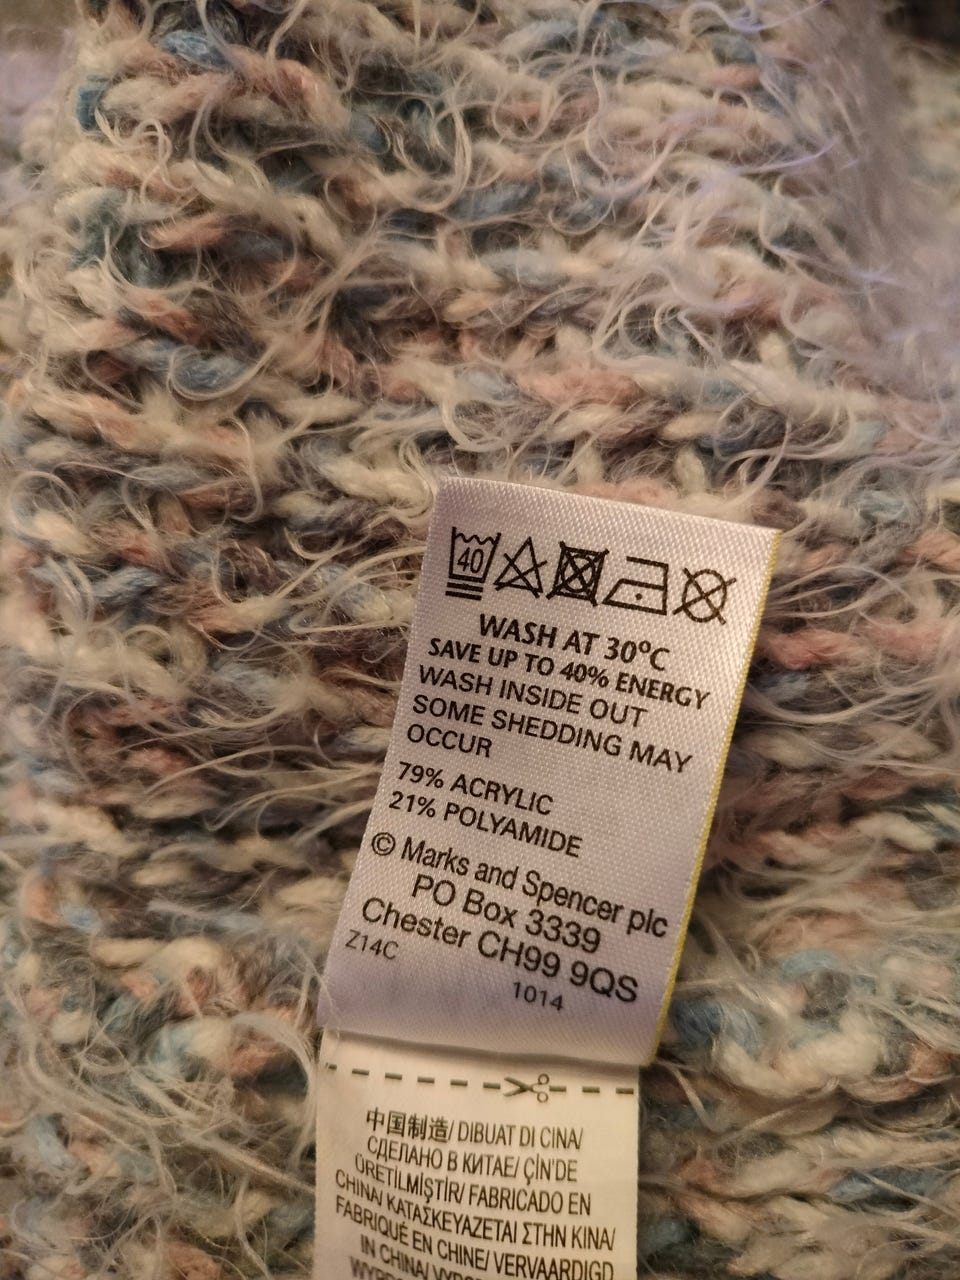 40
WASH AT 30°C
SAVE UP TO 40% ENERGY
WASH INSIDE OUT
SOME SHEDDING MAY
OCCUR
79% ACRYLIC
21% POLYAMIDE
© Marks and Spencer plc
PO Box 3339
Chester CH99 9QS
Z14C
1014
中国制造/ DIBUAT DI CINA/
СДЕЛАНО В КИТАЕ/ ÇİN'DE
ÜRETİLMİŞTİR/ FABRICADO EN
CHINA/ ΚΑΤΑΣΚΕΥΑΖΕΤΑΙ ΣΤΗΝ ΚΙΝΑ/
FABRIQUÉ EN CHINE/ VERVAARDIGD
IN CHINA/